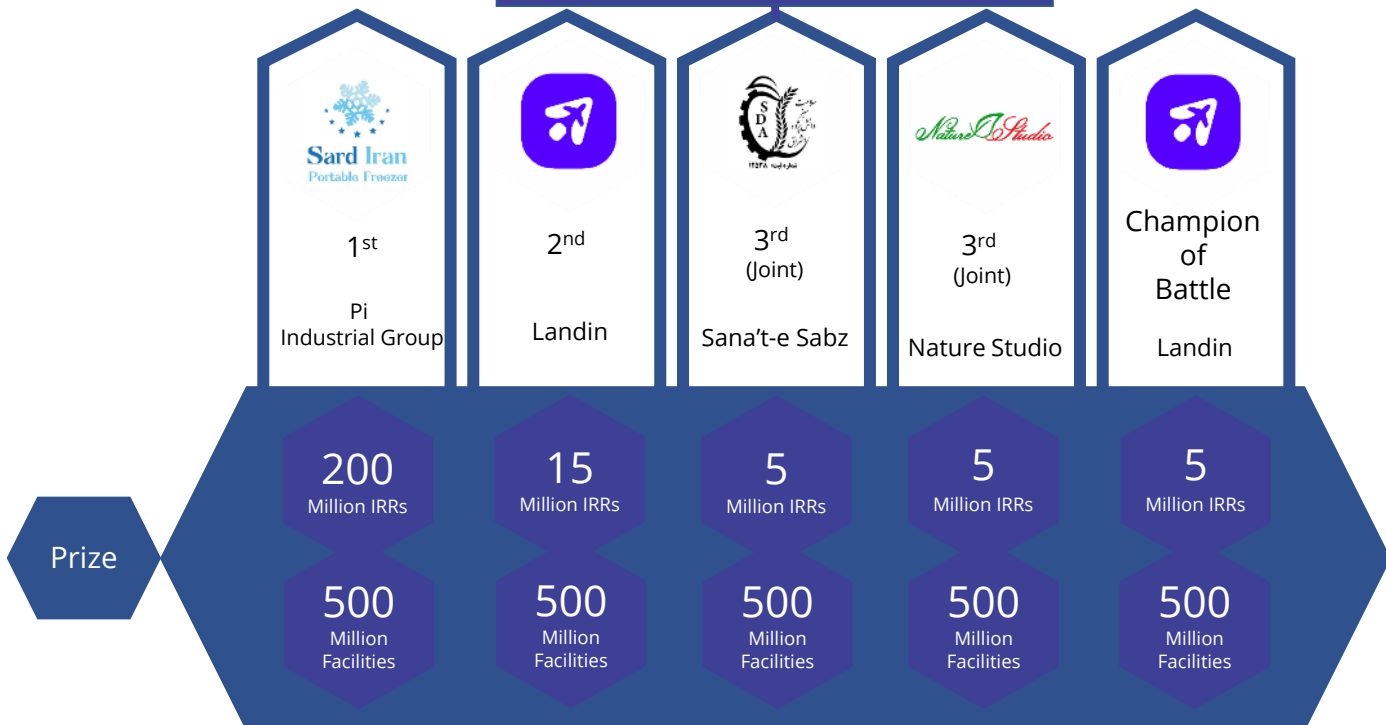 Sard Iran
Portable Freezer
1st
Pi
Industrial Group
2nd
Landin
S
D
A
3rd
(Joint)
Sana't-e Sabz
Nature Studio
3rd
(Joint)
Nature Studio
Champion
of
Battle
Landin
Prize
200
Million IRRs
15
Million IRRs
5
Million IRRs
5
Million IRRs
5
Million IRRs
500
Million
Facilities
500
Million
Facilities
500
Million
Facilities
500
Million
Facilities
500
Million
Facilities